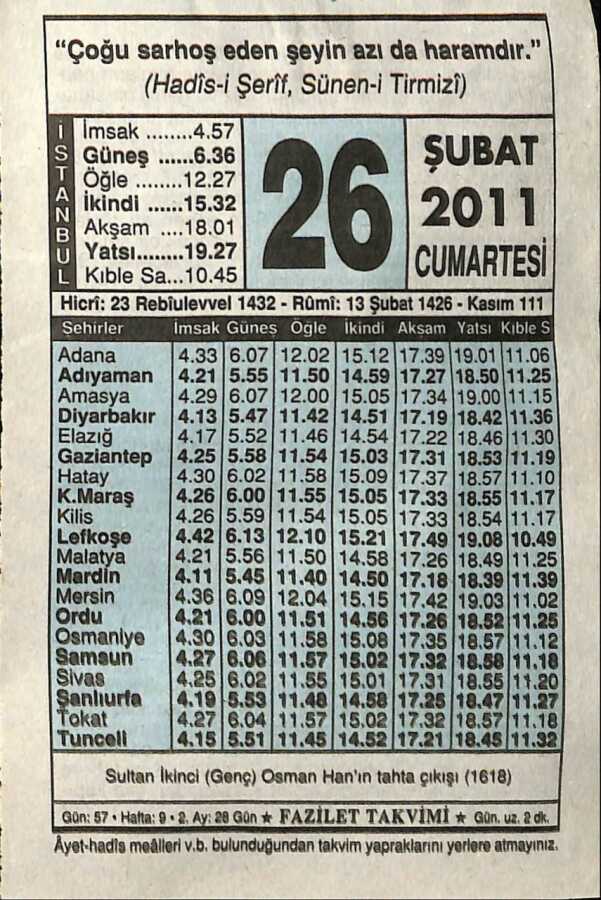 “Çoğu sarhoş eden şeyin azı da haramdır.”
(Hadîs-i Şerîf, Sünen-i Tirmizî)
İSTANBUL
İmsak ........4.57
Güneş ......6.36
Öğle ........12.27
İkindi ......15.32
Akşam ....18.01
Yatsı........19.27
Kıble Sa...10.45
26
ŞUBAT
2011
CUMARTESİ
Hicrî: 23 Rebîulevvel 1432 - Rûmî: 13 Şubat 1426 - Kasım 111
Şehirler İmsak Güneş Öğle İkindi Akşam Yatsı Kıble S
Adana 4.33 6.07 12.02 15.12 17.39 19.01 11.06
Adıyaman 4.21 5.55 11.50 14.59 17.27 18.50 11.25
Amasya 4.29 6.07 12.00 15.05 17.34 19.00 11.15
Diyarbakır 4.13 5.47 11.42 14.51 17.19 18.42 11.36
Elazığ 4.17 5.52 11.46 14.54 17.22 18.46 11.30
Gaziantep 4.25 5.58 11.54 15.03 17.31 18.53 11.19
Hatay 4.30 6.02 11.58 15.09 17.37 18.57 11.10
K.Maraş 4.26 6.00 11.55 15.05 17.33 18.55 11.17
Kilis 4.26 5.59 11.54 15.05 17.33 18.54 11.17
Lefkoşe 4.42 6.13 12.10 15.21 17.49 19.08 10.49
Malatya 4.21 5.56 11.50 14.58 17.26 18.49 11.25
Mardin 4.11 5.45 11.40 14.50 17.18 18.39 11.39
Mersin 4.36 6.09 12.04 15.15 17.42 19.03 11.02
Ordu 4.21 6.00 11.51 14.56 17.26 18.52 11.25
Osmaniye 4.30 6.03 11.58 15.08 17.35 18.57 11.12
Samsun 4.27 6.06 11.57 15.02 17.32 18.58 11.18
Sivas 4.25 6.02 11.55 15.01 17.31 18.55 11.20
Şanlıurfa 4.19 5.53 11.48 14.58 17.25 18.47 11.27
Tokat 4.27 6.04 11.57 15.02 17.32 18.57 11.18
Tunceli 4.15 5.51 11.45 14.52 17.21 18.45 11.32
Sultan İkinci (Genç) Osman Han'ın tahta çıkışı (1618)
Gün: 57 • Hafta: 9 • 2. Ay: 28 Gün ★ FAZİLET TAKVİMİ ★ Gün. uz. 2 dk.
Âyet-hadîs meâlleri v.b. bulunduğundan takvim yapraklarını yerlere atmayınız.